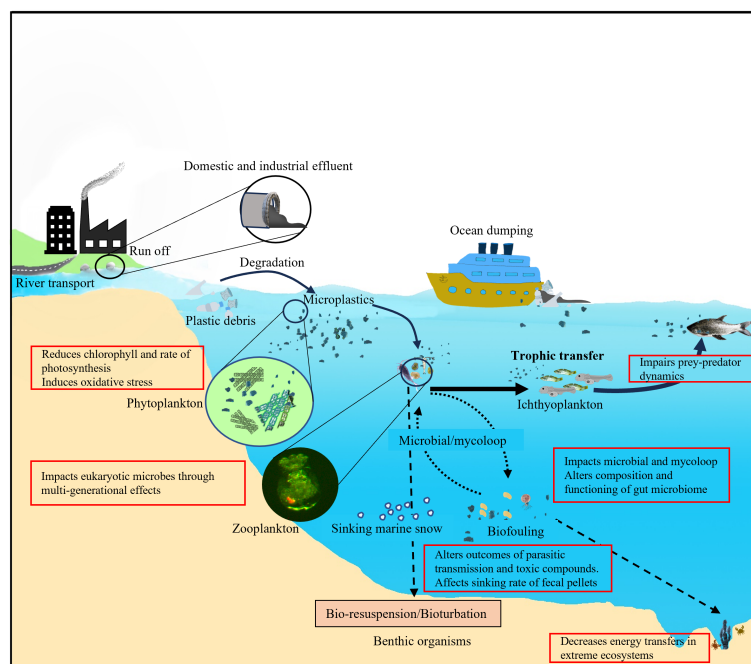 Domestic and industrial effluent
Run off
River transport
Ocean dumping
Degradation
Plastic debris
Microplastics
Reduces chlorophyll and rate of
photosynthesis
Induces oxidative stress
Phytoplankton
Trophic transfer
Ichthyoplankton
Impairs prey-predator
dynamics
Microbial/mycoloop
Impacts eukaryotic microbes through
multi-generational effects
Zooplankton
Sinking marine snow
Biofouling
Impacts microbial and mycoloop
Alters composition and
functioning of gut microbiome
Alters outcomes of parasitic
transmission and toxic compounds.
Affects sinking rate of fecal pellets
Bio-resuspension/Bioturbation
Benthic organisms
Decreases energy transfers in
extreme ecosystems